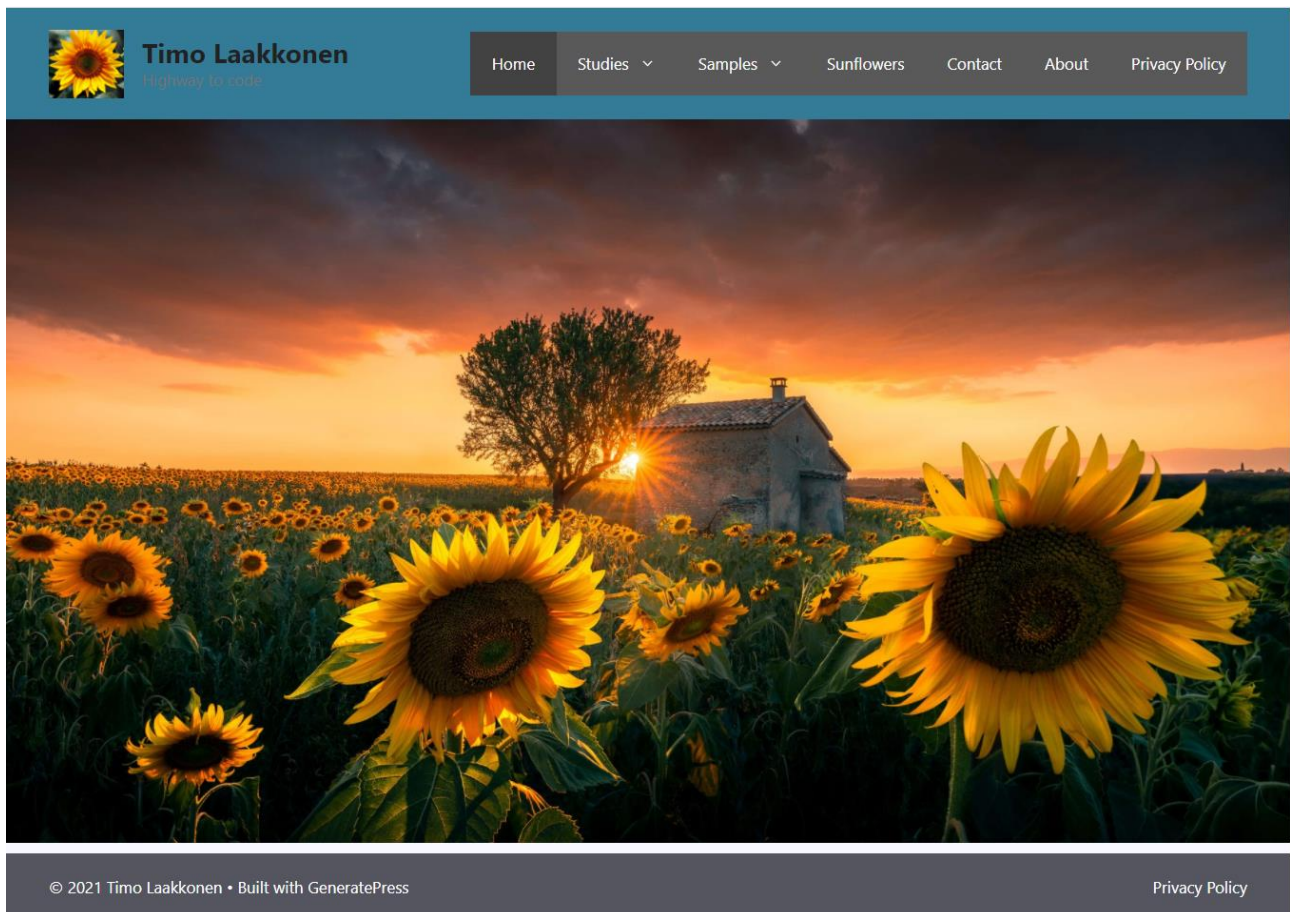 Timo Laakkonen
Highway to code
Home Studies Samples Sunflowers Contact About Privacy Policy
© 2021 Timo Laakkonen • Built with GeneratePress Privacy Policy